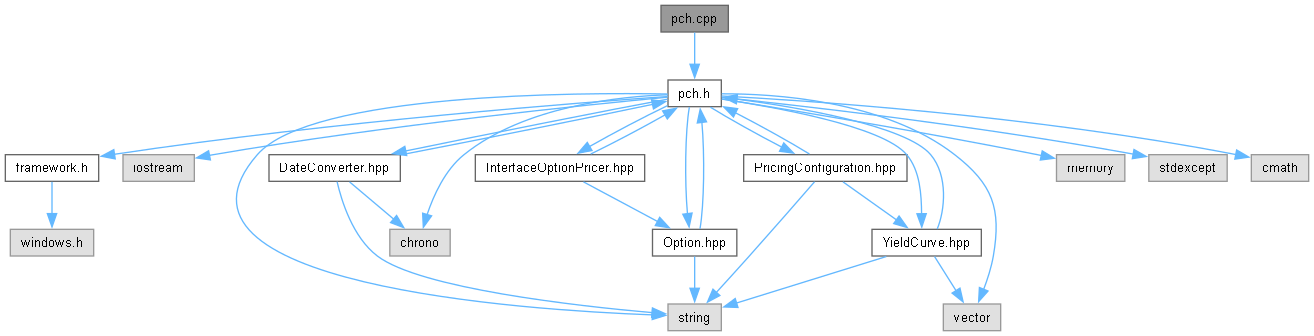 pch.cpp
pch.h
framework.h
iostream
DateConverter.hpp
InterfaceOptionPricer.hpp
PricingConfiguration.hpp
memory
stdexcept
cmath
windows.h
chrono
Option.hpp
YieldCurve.hpp
string
vector